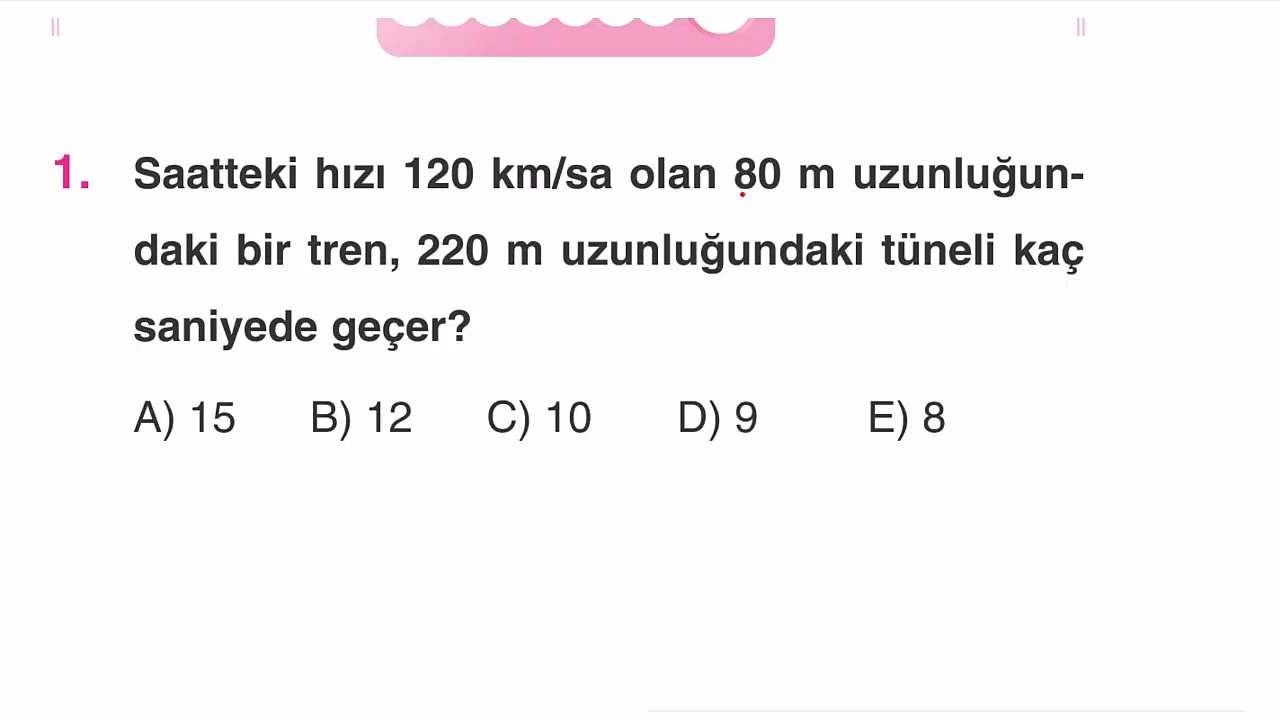 1. Saatteki hızı 120 km/sa olan 80 m uzunluğun-
daki bir tren, 220 m uzunluğundaki tüneli kaç
saniyede geçer?
A) 15 B) 12 C) 10 D) 9 E) 8